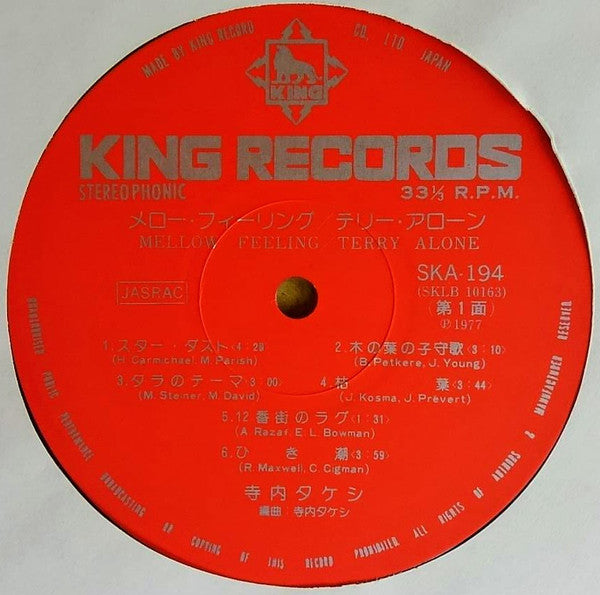 MADE BY KING RECORD CO., LTD. JAPAN
KING
KING RECORDS
STEREOPHONIC
33⅓ R.P.M.
メロー・フィーリング／テリー・アローン
MELLOW FEELING／TERRY ALONE
JASRAC
SKA-194
(SKLB 10163)
(第1面)
Ⓟ1977
1.スター・ダスト〈4:28〉
(H. Carmichael, M. Parish)
2.木の葉の子守歌〈3:10〉
(B. Petkere, J. Young)
3.タラのテーマ〈3:00〉
(M. Steiner, M. David)
4.枯葉〈3:44〉
(J. Kosma, J. Prévert)
5.12番街のラグ〈1:31〉
(A. Razaf, E. L. Bowman)
6.ひき潮〈3:59〉
(R. Maxwell, C. Cigman)
寺内タケシ
編曲：寺内タケシ
UNAUTHORIZED PUBLIC PERFORMANCE BROADCASTING OR COPYING OF THIS RECORD PROHIBITED ALL RIGHTS OF AUTHORS & MANUFACTURER RESERVED